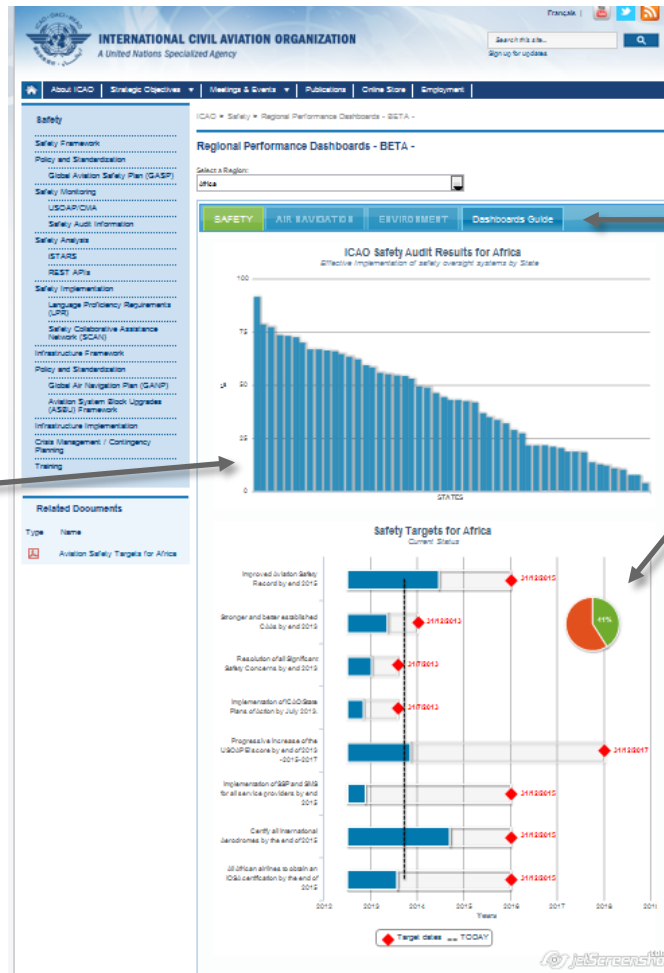 Français |
INTERNATIONAL CIVIL AVIATION ORGANIZATION
A United Nations Specialized Agency
Search this site...
Sign up for updates
About ICAO | Strategic Objectives | Meetings & Events | Publications | Online Store | Employment
Safety
Safety Framework
Policy and Standardization
Global Aviation Safety Plan (GASP)
Safety Monitoring
USOAP/CMA
Safety Audit Information
Safety Analysis
iSTARS
REST APIs
Safety Implementation
Language Proficiency Requirements
(LPR)
Safety Collaborative Assistance
Network (SCAN)
Infrastructure Framework
Policy and Standardization
Global Air Navigation Plan (GANP)
Aviation System Block Upgrades
(ASBU) Framework
Infrastructure Implementation
Crisis Management / Contingency
Planning
Training
Related Documents
Type Name
Aviation Safety Targets for Africa
ICAO > Safety > Regional Performance Dashboards - BETA -
Regional Performance Dashboards - BETA -
Select a Region:
Africa
SAFETY AIR NAVIGATION ENVIRONMENT Dashboards Guide
ICAO Safety Audit Results for Africa
Effective implementation of safety oversight systems by State
100
75
%
50
25
0
STATES
Safety Targets for Africa
Current Status
Improved Aviation Safety
Record by end 2015
31/12/2015
41%
Stronger and better established
CAAs by end 2013
31/12/2013
Resolution of all Significant
Safety Concerns by end 2013
31/7/2013
Implementation of ICAO/State
Plans of Action by July 2013.
31/7/2013
Progressive Increase of the
USOAP EI score by end of 2013
-2015-2017
31/12/2017
Implementation of SSP and SMS
for all service providers by end
2015
31/12/2015
Certify all International
Aerodromes by the end of 2015
31/12/2015
All African airlines to obtain an
IOSA certification by the end of
2015
31/12/2015
2012 2013 2014 2015 2016 2017 2018 201
Years
Target dates TODAY
jetScreenshot